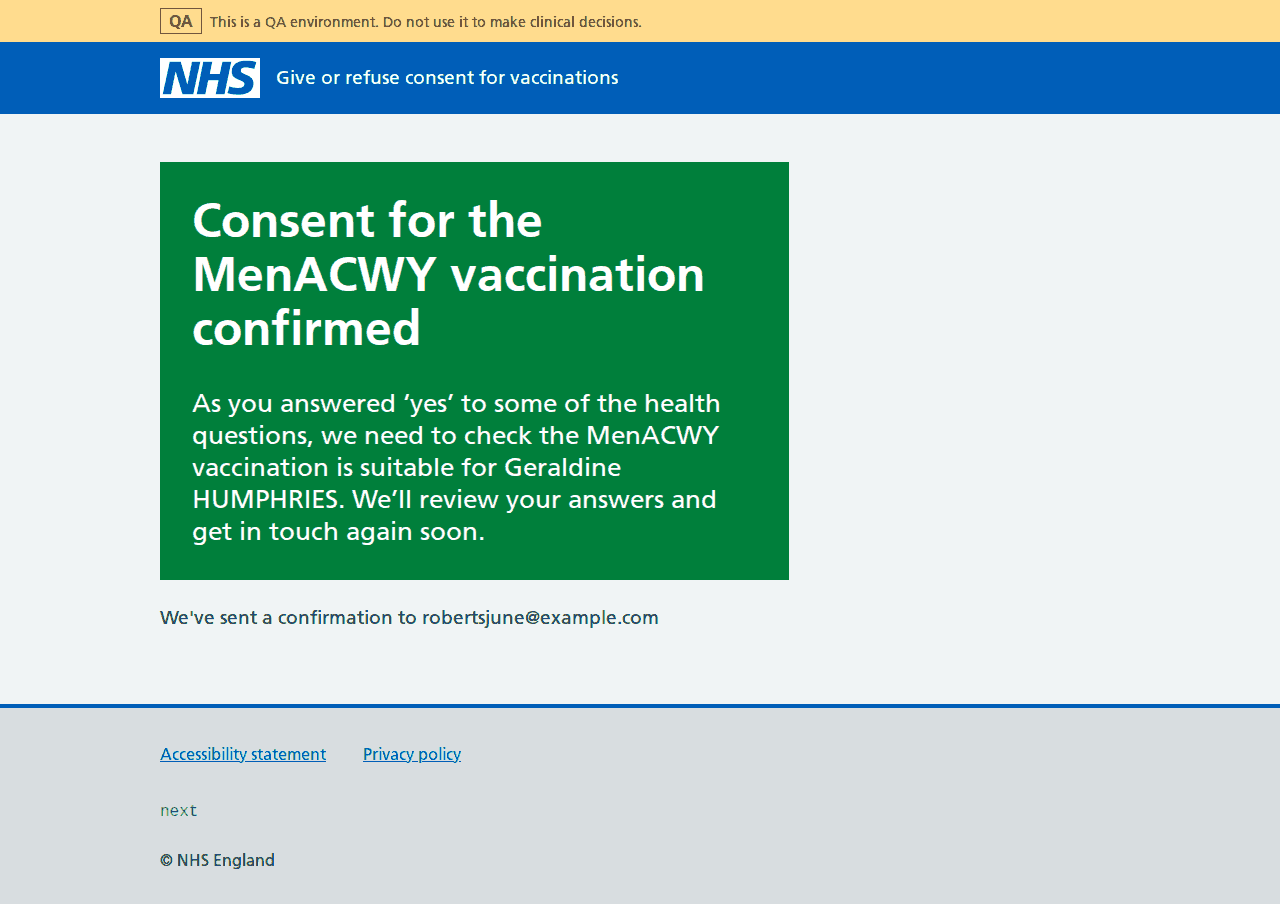 QA This is a QA environment. Do not use it to make clinical decisions.
NHS Give or refuse consent for vaccinations
Consent for the
MenACWY vaccination
confirmed
As you answered ‘yes’ to some of the health
questions, we need to check the MenACWY
vaccination is suitable for Geraldine
HUMPHRIES. We’ll review your answers and
get in touch again soon.
We've sent a confirmation to robertsjune@example.com
Accessibility statement Privacy policy
next
© NHS England